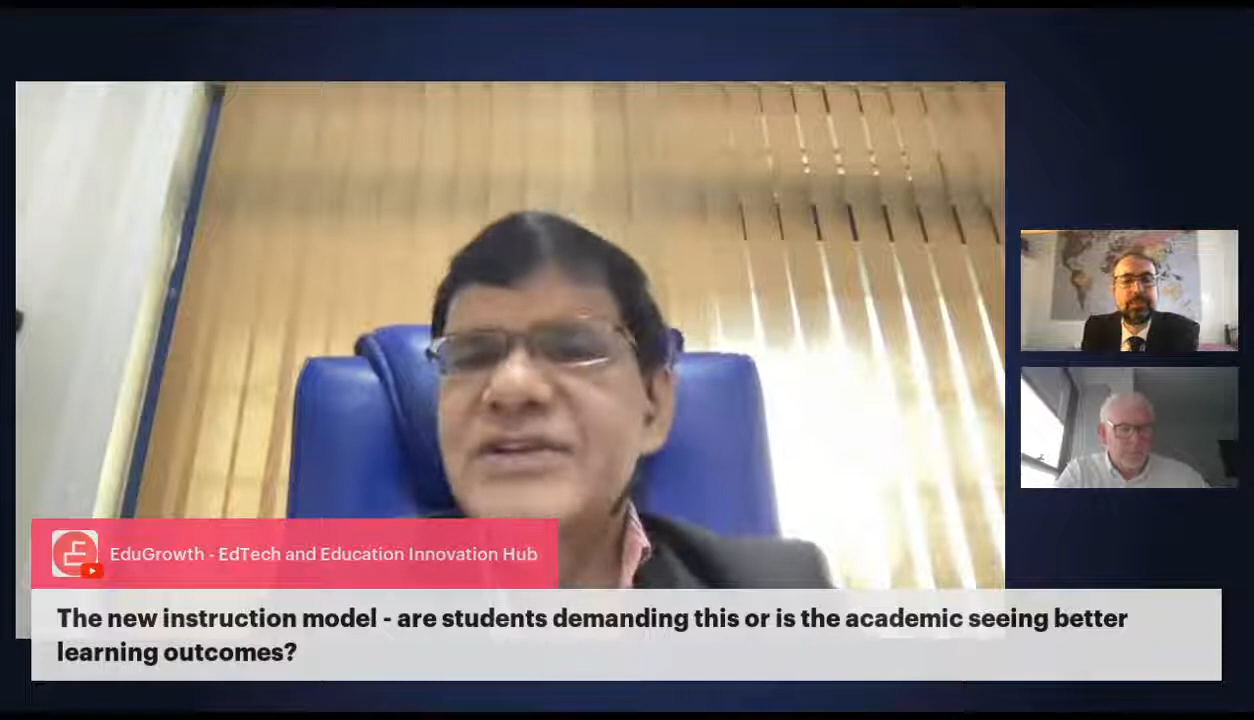 EduGrowth - EdTech and Education Innovation Hub
The new instruction model - are students demanding this or is the academic seeing better
learning outcomes?